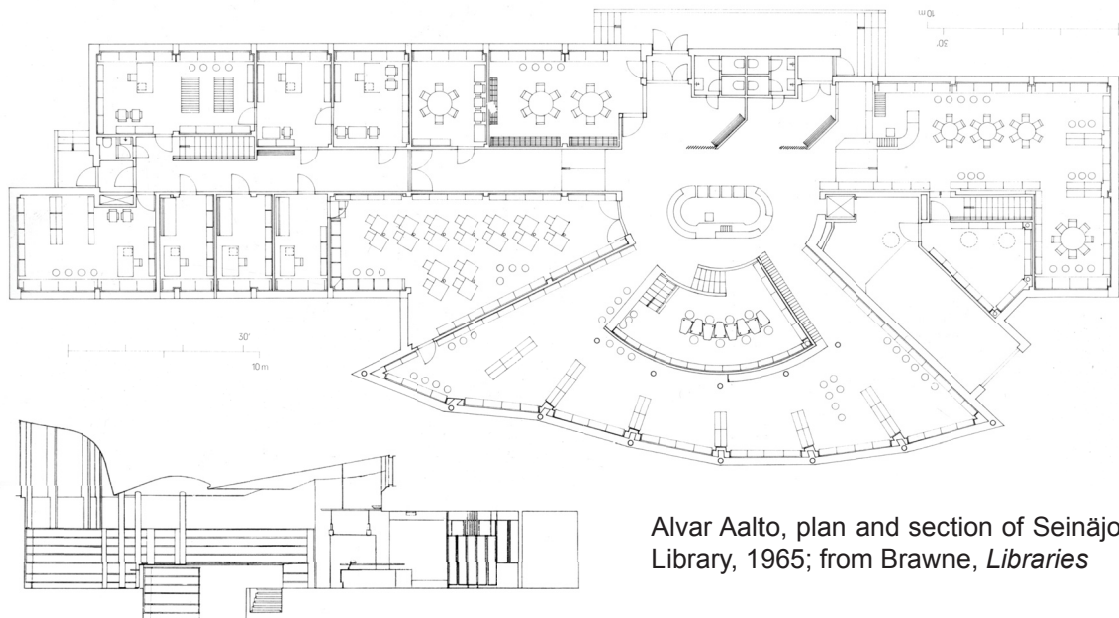 10 m
30'
30'
10 m
Alvar Aalto, plan and section of Seinäjo
Library, 1965; from Brawne, Libraries